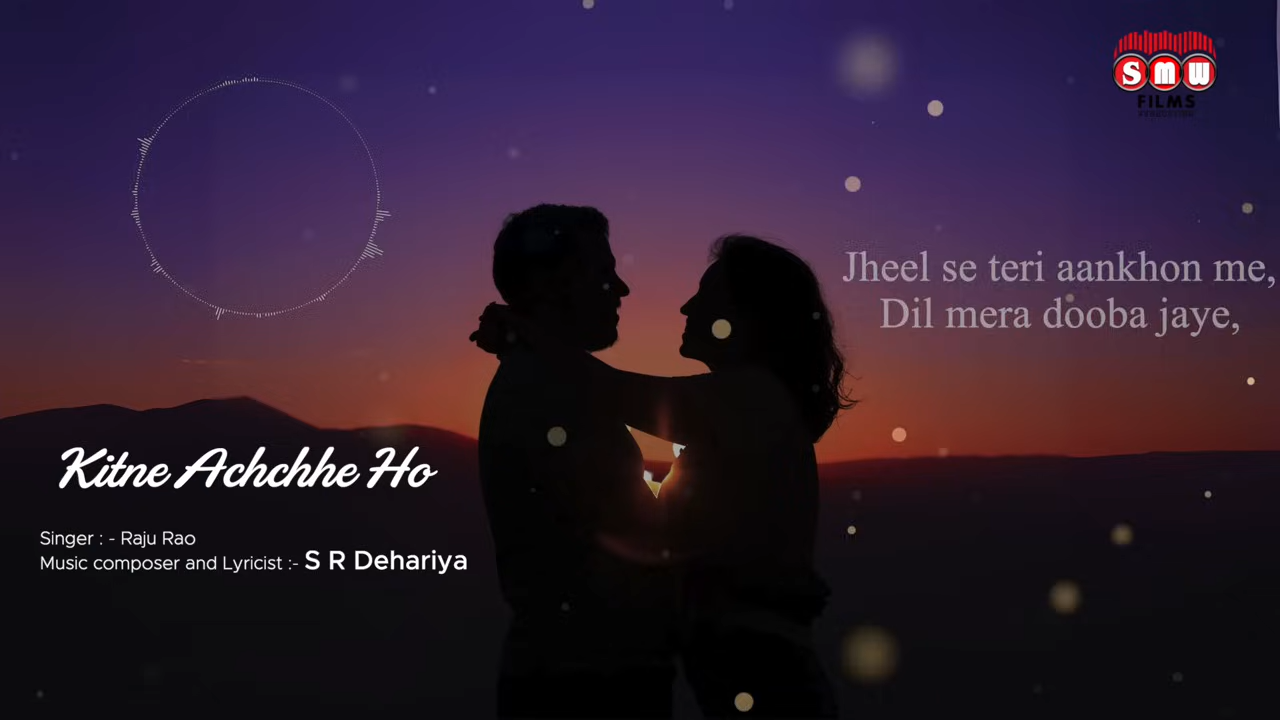 SMW
FILMS
Jheel se teri aankhon me,
Dil mera dooba jaye,
Kitne Achchhe Ho
Singer : - Raju Rao
Music composer and Lyricist :- S R Dehariya